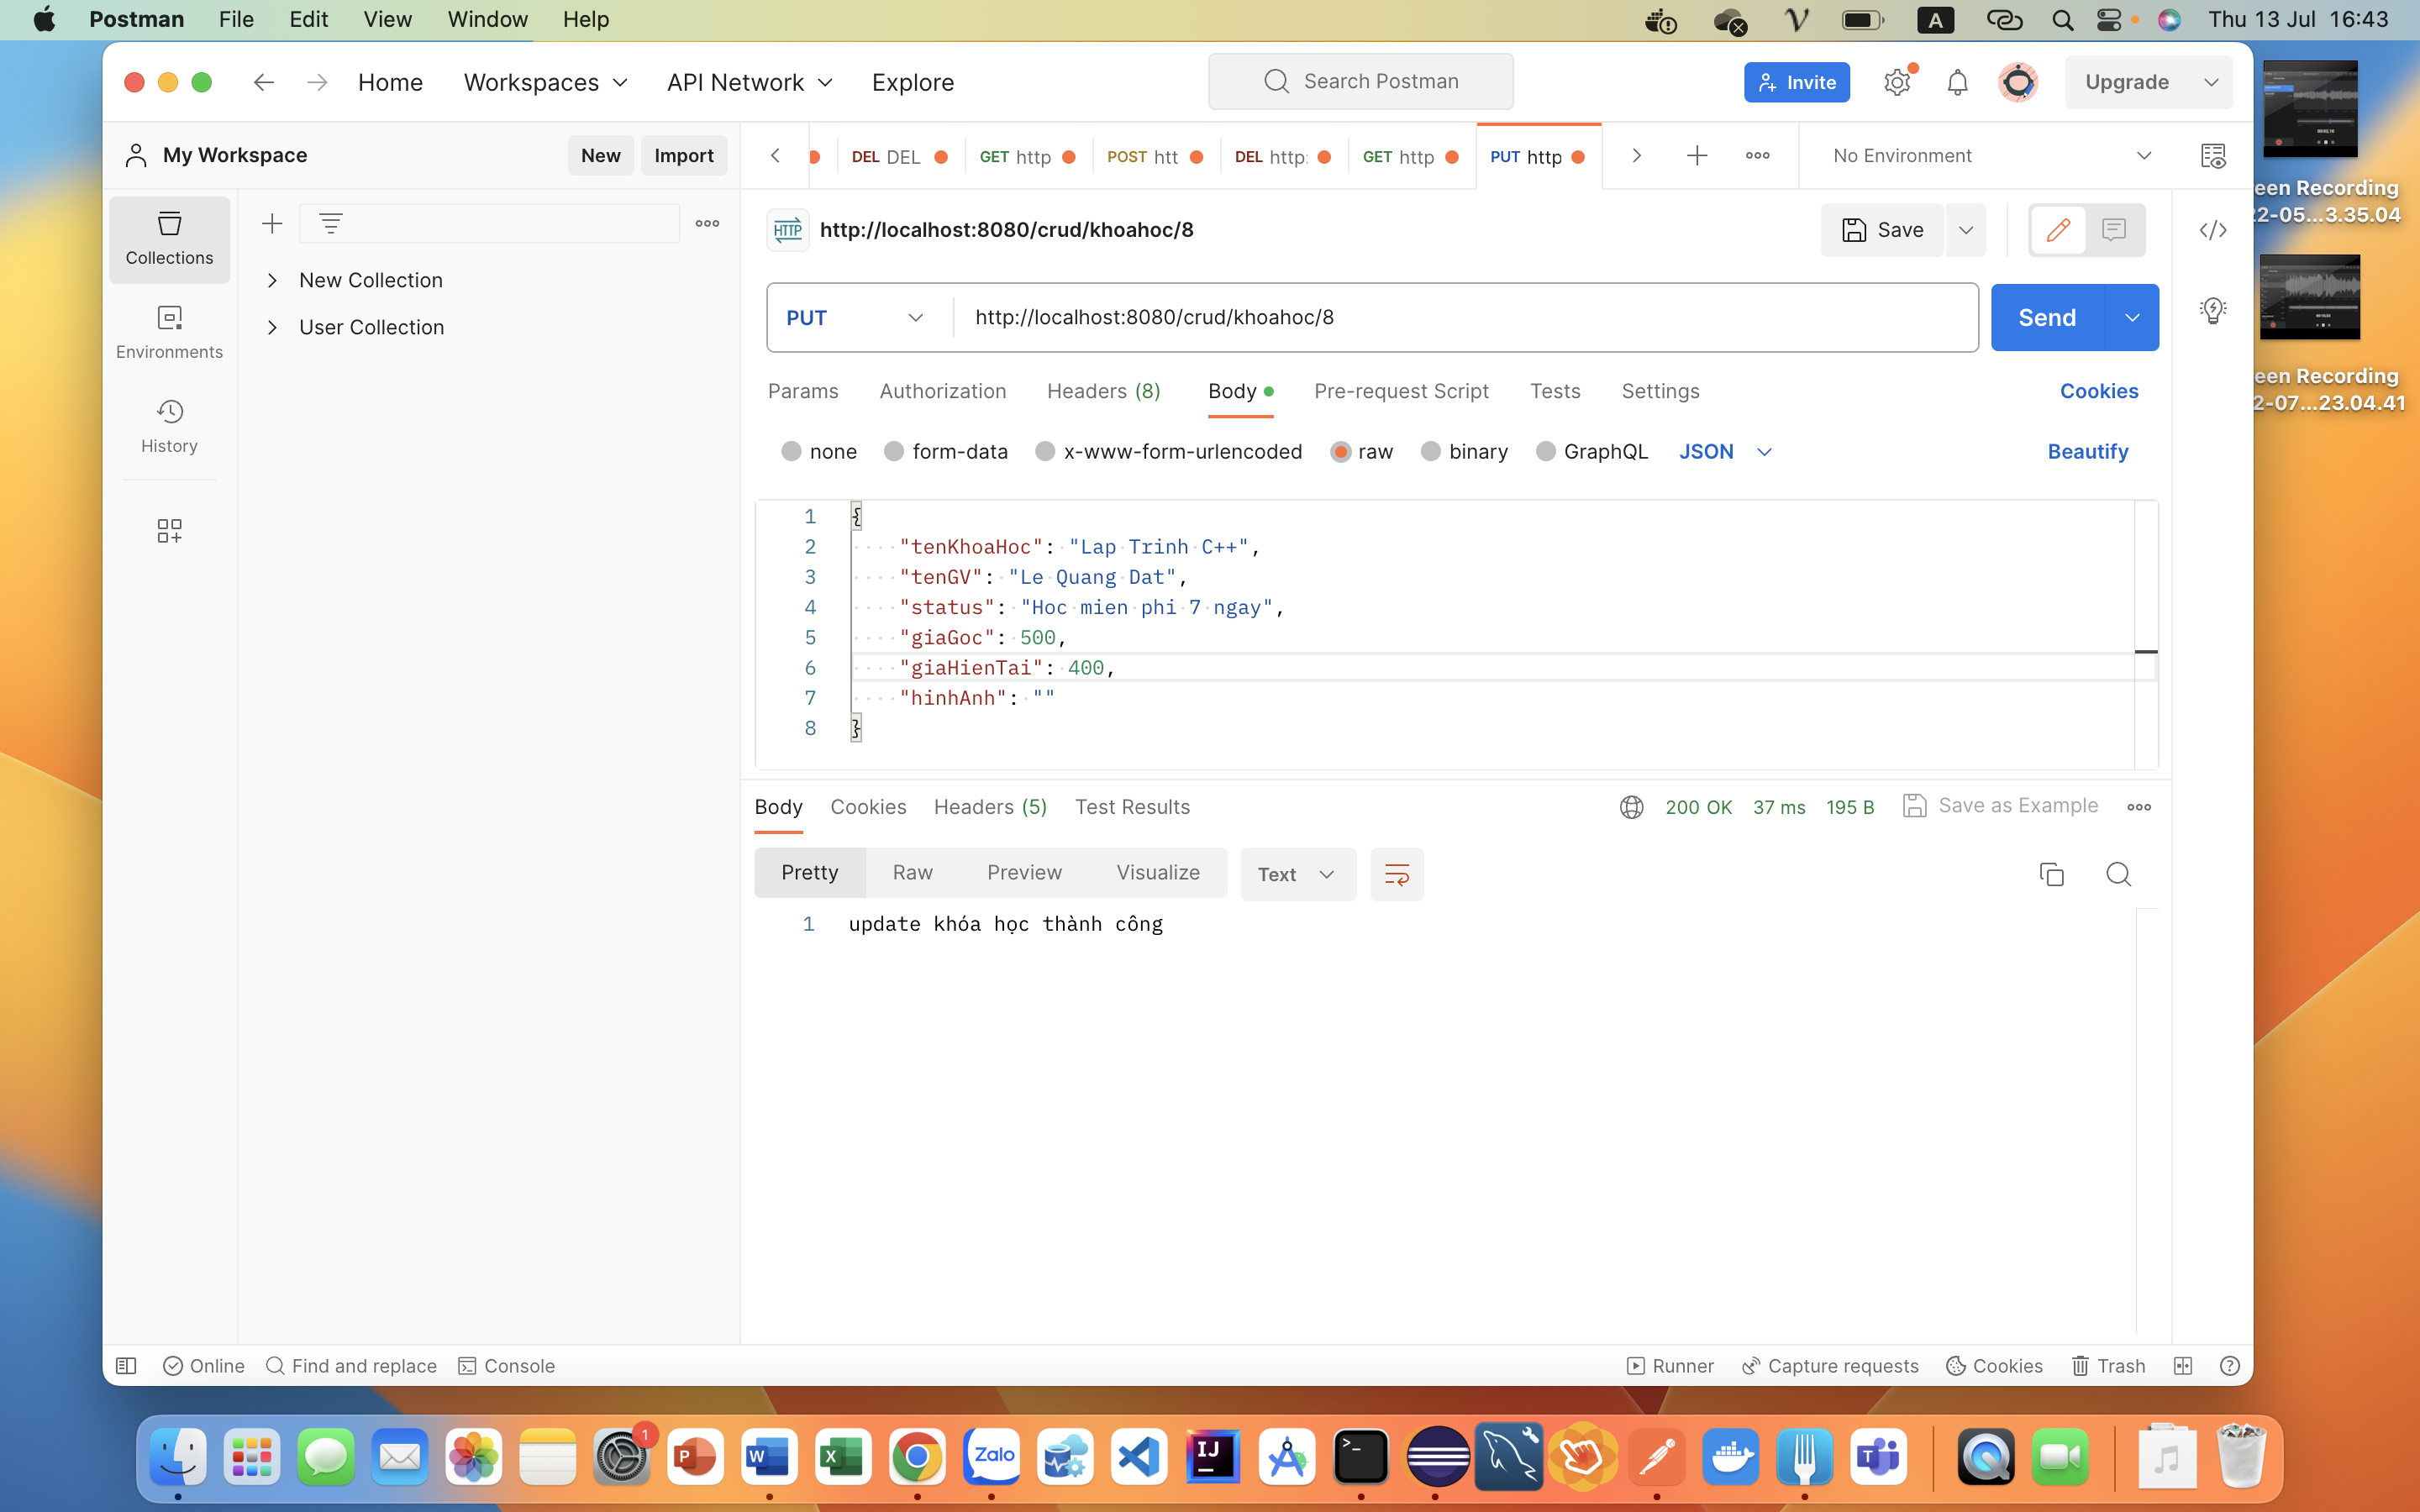 Postman File Edit View Window Help A Thu 13 Jul 16:43
Home Workspaces API Network Explore Search Postman Invite Upgrade
My Workspace New Import DEL DEL GET http POST htt DEL http: GET http PUT http No Environment
een Recording
2-05...3.35.04
Collections
HTTP http://localhost:8080/crud/khoahoc/8 Save
New Collection
PUT http://localhost:8080/crud/khoahoc/8 Send
User Collection
Environments
een Recording
2-07...23.04.41
Params Authorization Headers (8) Body Pre-request Script Tests Settings Cookies
History
none form-data x-www-form-urlencoded raw binary GraphQL JSON Beautify
1 {
2 "tenKhoaHoc": "Lap Trinh C++",
3 "tenGV": "Le Quang Dat",
4 "status": "Hoc mien phi 7 ngay",
5 "giaGoc": 500,
6 "giaHienTai": 400,
7 "hinhAnh": ""
8 }
Body Cookies Headers (5) Test Results 200 OK 37 ms 195 B Save as Example
Pretty Raw Preview Visualize Text
1 update khóa học thành công
Online Find and replace Console Runner Capture requests Cookies Trash
1
P W X Zalo IJ >_ T